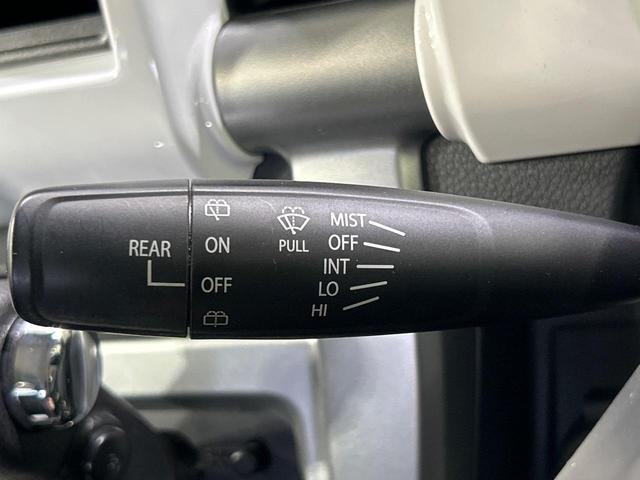 REAR
ON
OFF
PULL
MIST
OFF
INT
LO
HI